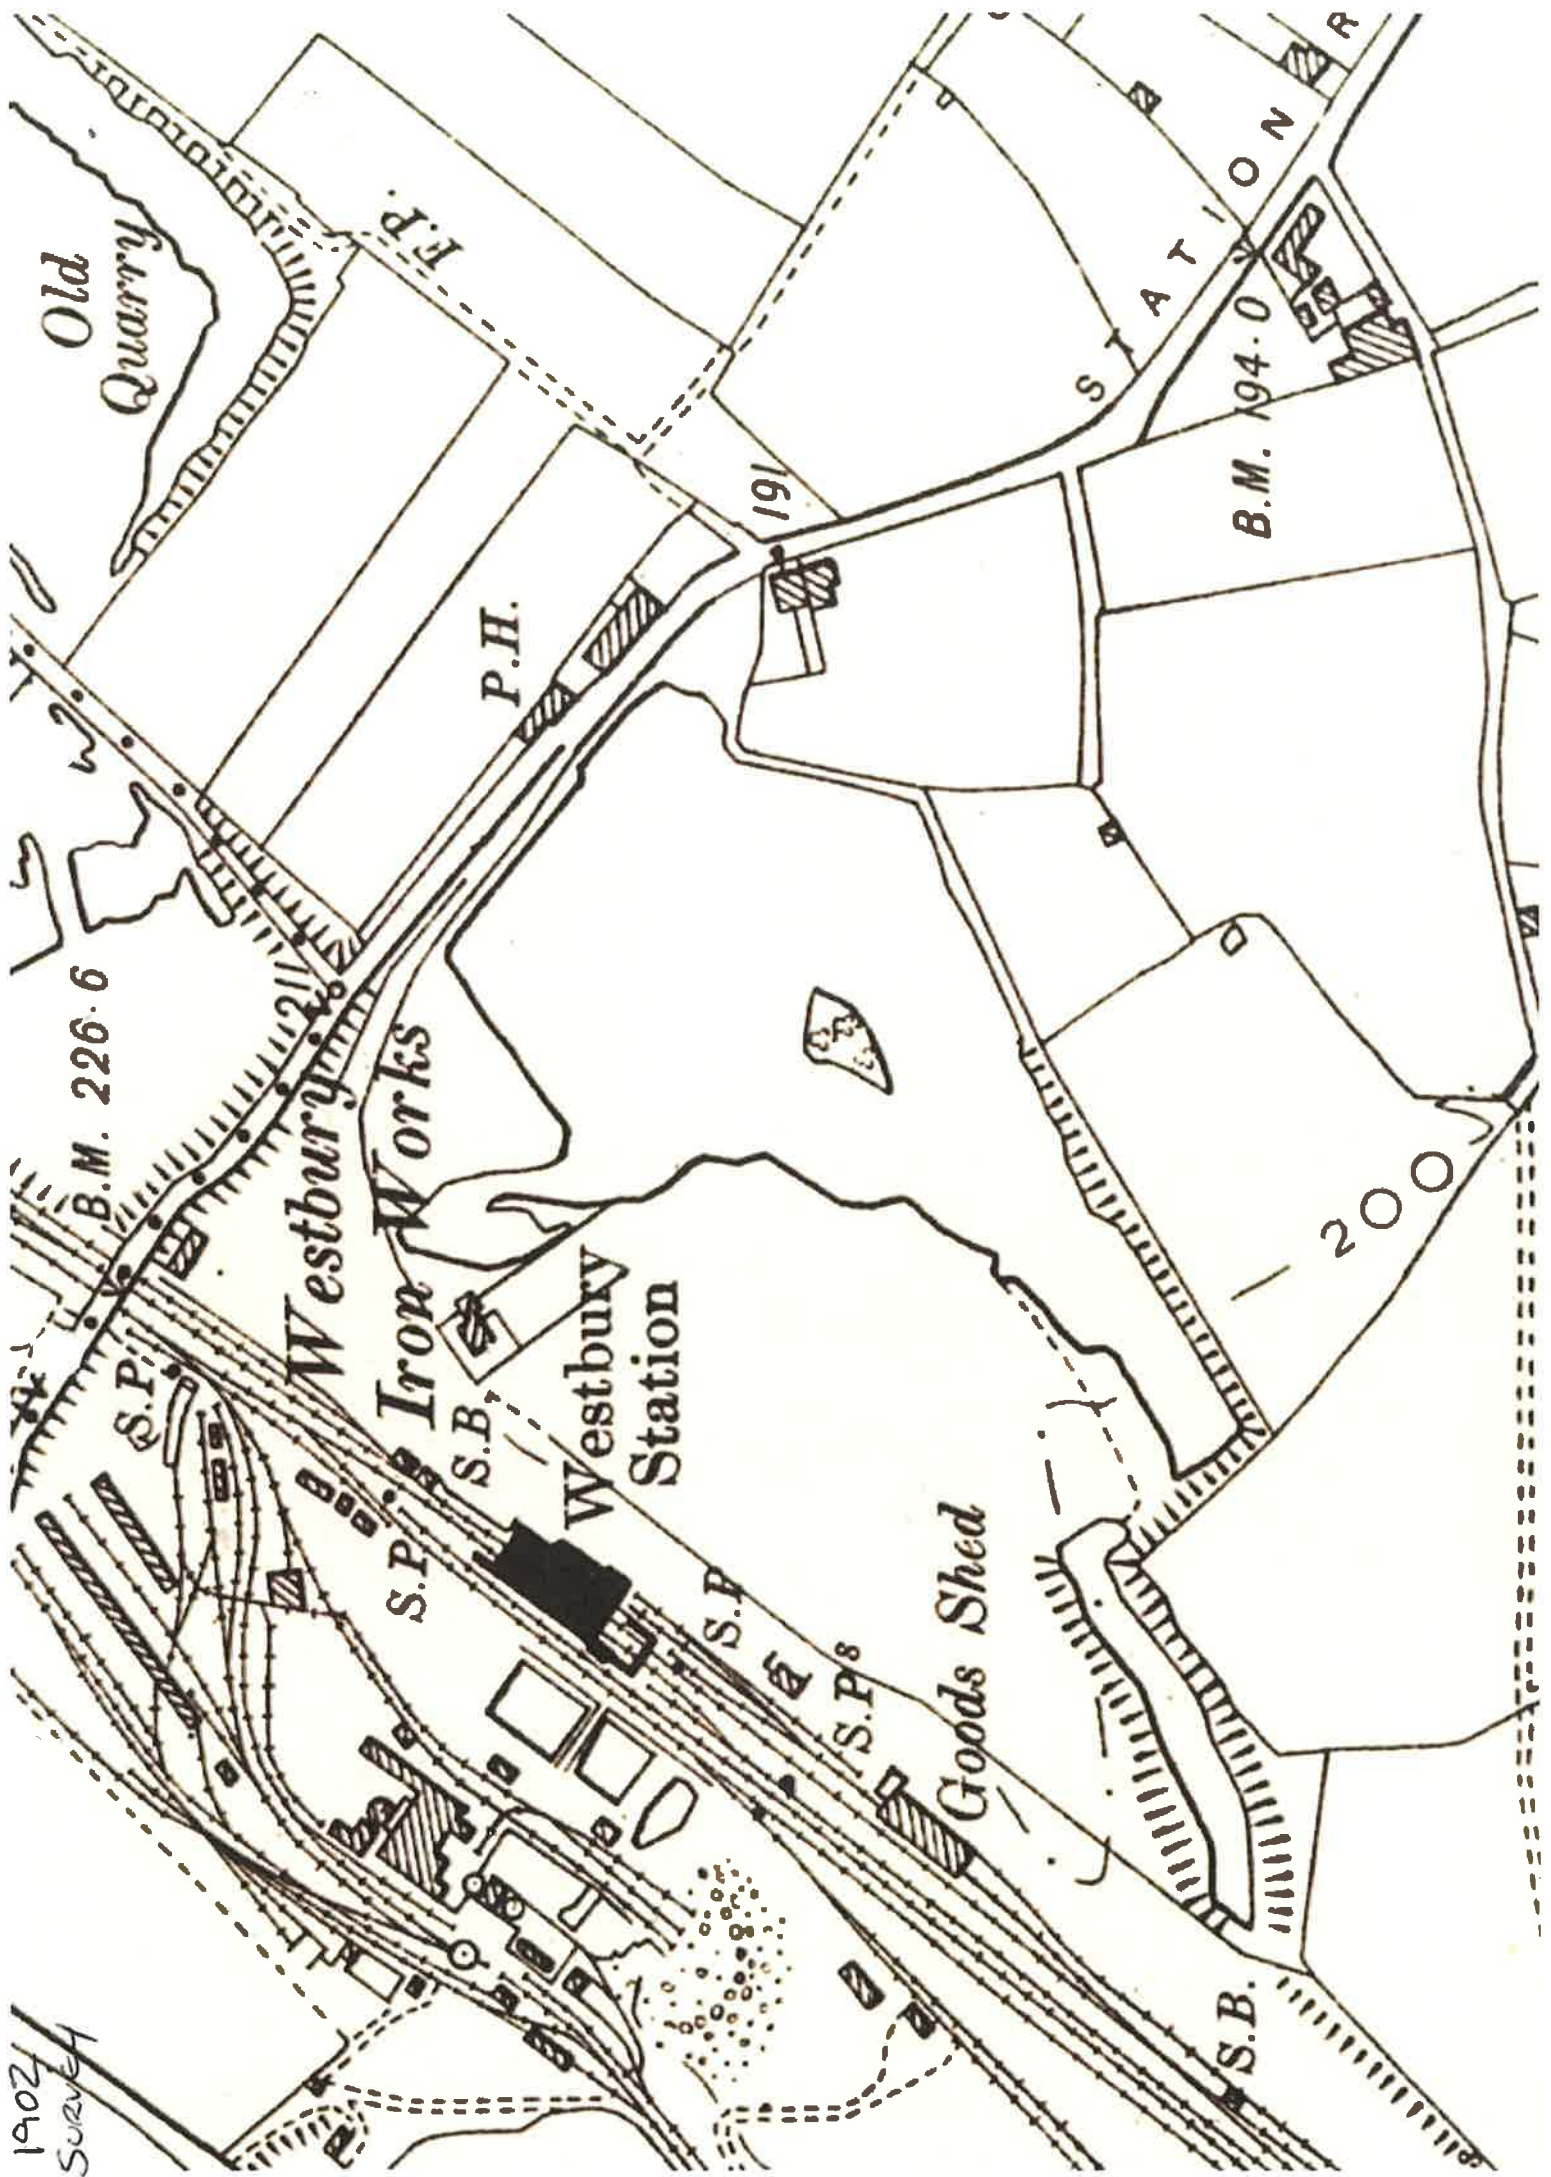 1902
SURVEY
Old
Quarry
F.P.
B.M. 226·6
211
P.H.
191
STATION R
B.M. 194·0
Westbury
Iron Works
S.P.
S.B.
S.P.
Westbury
Station
S.P.
S.Ps
Goods Shed
200
S.B.